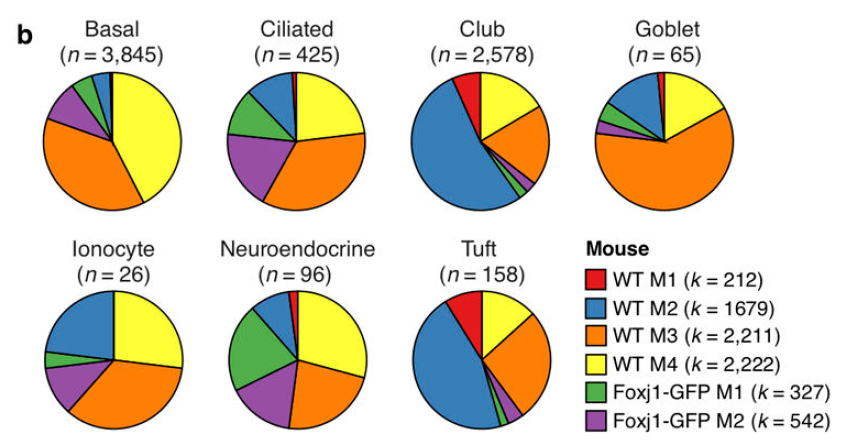 b
Basal
(n = 3,845)
Ciliated
(n = 425)
Club
(n = 2,578)
Goblet
(n = 65)
Ionocyte
(n = 26)
Neuroendocrine
(n = 96)
Tuft
(n = 158)
Mouse
WT M1 (k = 212)
WT M2 (k = 1679)
WT M3 (k = 2,211)
WT M4 (k = 2,222)
Foxj1-GFP M1 (k = 327)
Foxj1-GFP M2 (k = 542)